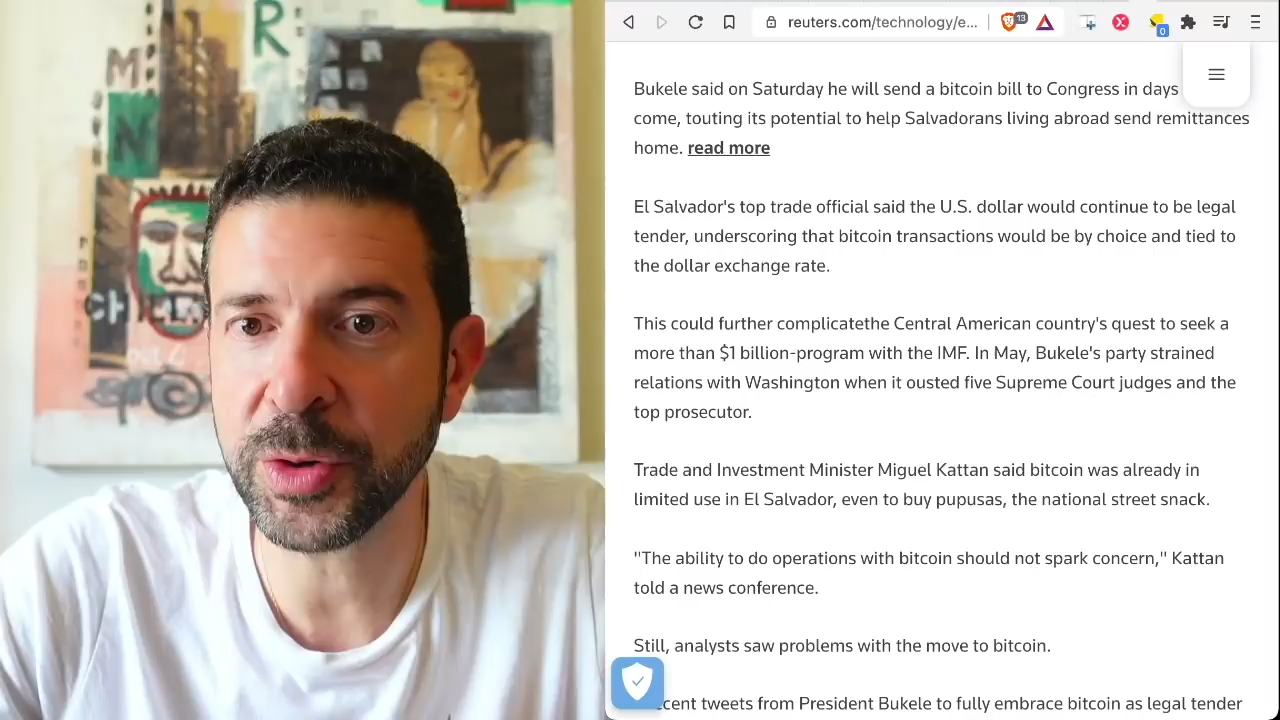 R
M
N
reuters.com/technology/e...
13
0
Bukele said on Saturday he will send a bitcoin bill to Congress in days
come, touting its potential to help Salvadorans living abroad send remittances
home. read more
El Salvador's top trade official said the U.S. dollar would continue to be legal
tender, underscoring that bitcoin transactions would be by choice and tied to
the dollar exchange rate.
This could further complicatethe Central American country's quest to seek a
more than $1 billion-program with the IMF. In May, Bukele's party strained
relations with Washington when it ousted five Supreme Court judges and the
top prosecutor.
Trade and Investment Minister Miguel Kattan said bitcoin was already in
limited use in El Salvador, even to buy pupusas, the national street snack.
"The ability to do operations with bitcoin should not spark concern," Kattan
told a news conference.
Still, analysts saw problems with the move to bitcoin.
tweets from President Bukele to fully embrace bitcoin as legal tender